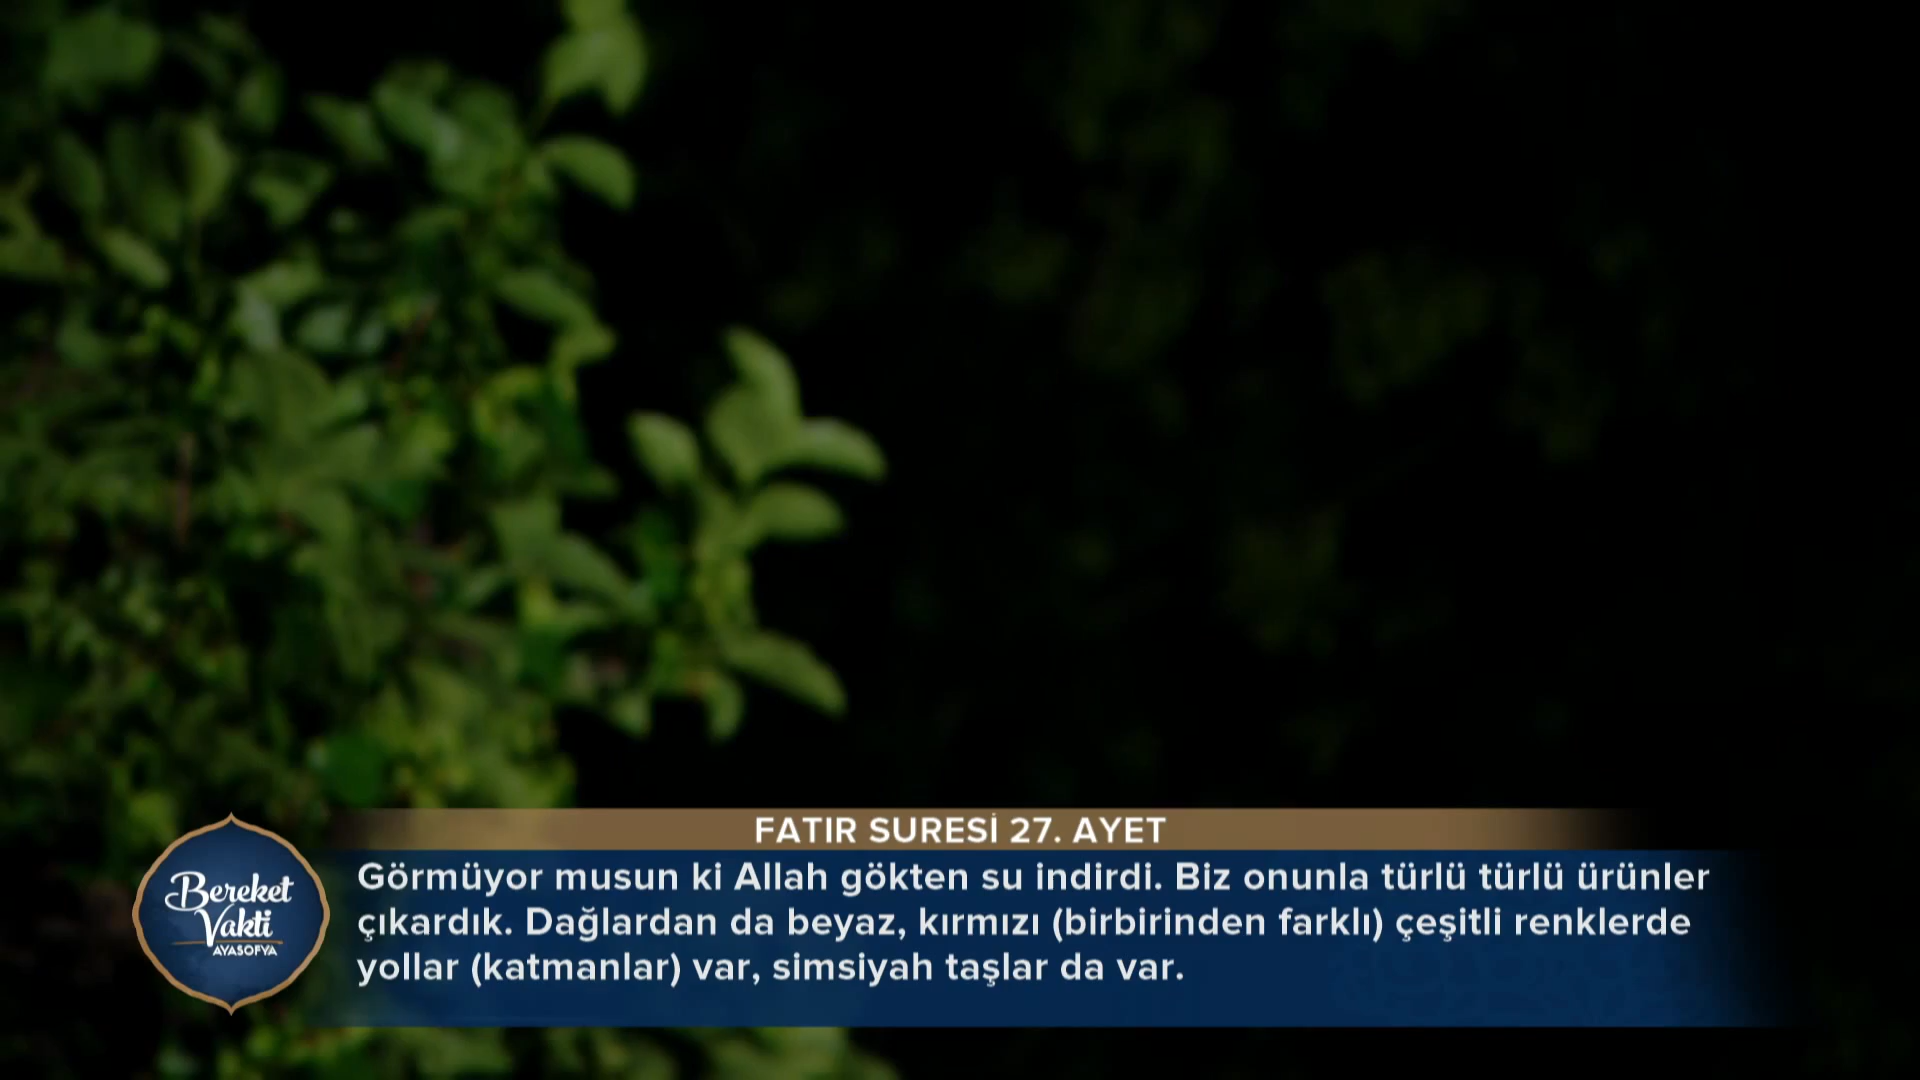 FATIR SURESİ 27. AYET
Görmüyor musun ki Allah gökten su indirdi. Biz onunla türlü türlü ürünler
çıkardık. Dağlardan da beyaz, kırmızı (birbirinden farklı) çeşitli renklerde
yollar (katmanlar) var, simsiyah taşlar da var.
Bereket
Vakti
AYASOFYA